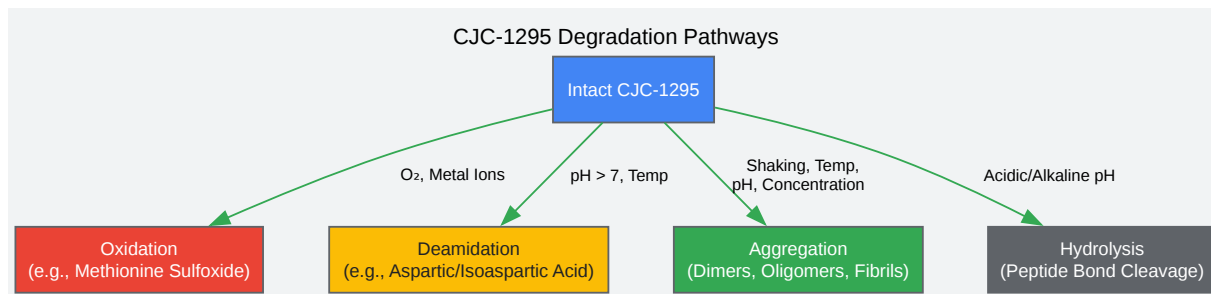 CJC-1295 Degradation Pathways
Intact CJC-1295
O₂, Metal Ions
pH > 7, Temp
Shaking, Temp,
pH, Concentration
Acidic/Alkaline pH
Oxidation
(e.g., Methionine Sulfoxide)
Deamidation
(e.g., Aspartic/Isoaspartic Acid)
Aggregation
(Dimers, Oligomers, Fibrils)
Hydrolysis
(Peptide Bond Cleavage)